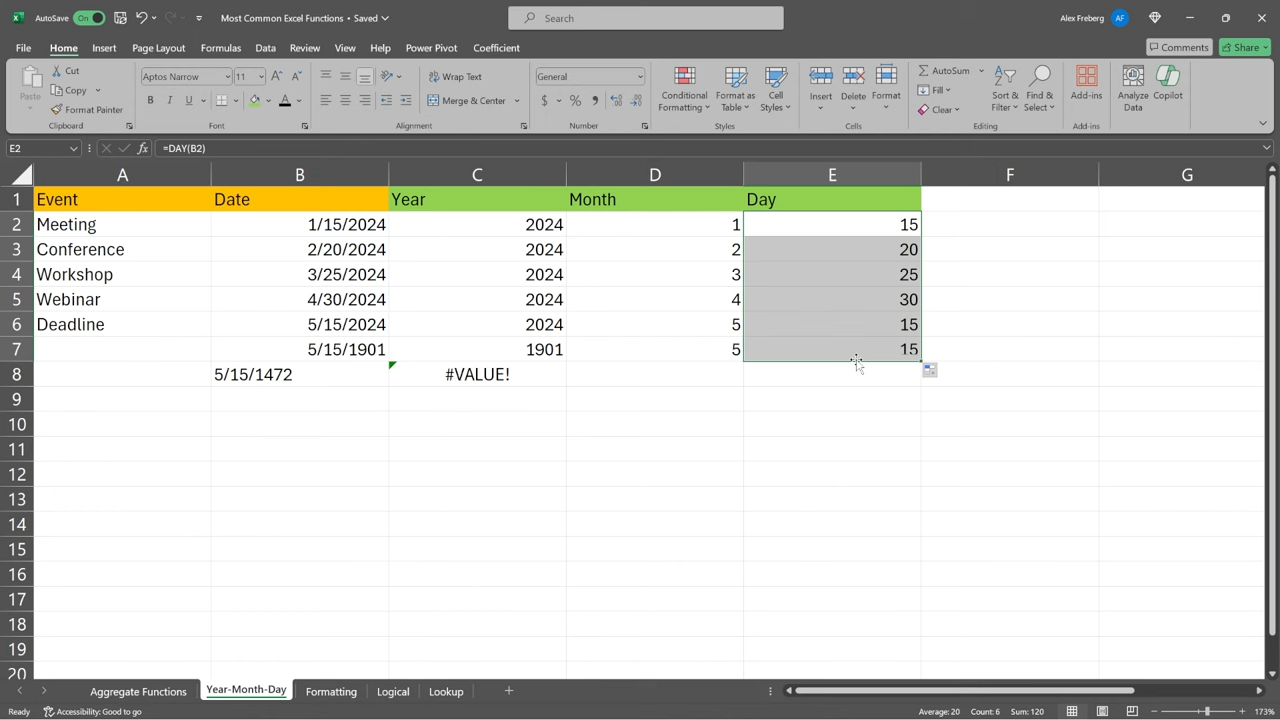 AutoSave On Most Common Excel Functions • Saved Search Alex Freberg AF
File Home Insert Page Layout Formulas Data Review View Help Power Pivot Coefficient Comments Share
Paste Cut Copy Format Painter Clipboard
Aptos Narrow 11 A A B I U A Font
Wrap Text Merge & Center Alignment
General $ % , Number
Conditional Formatting Format as Table Cell Styles Styles
Insert Delete Format Cells
AutoSum Fill Clear Sort & Filter Find & Select Editing
Add-ins Add-ins
Analyze Data Copilot
E2 fx =DAY(B2)
A B C D E F G
1 Event Date Year Month Day
2 Meeting 1/15/2024 2024 1 15
3 Conference 2/20/2024 2024 2 20
4 Workshop 3/25/2024 2024 3 25
5 Webinar 4/30/2024 2024 4 30
6 Deadline 5/15/2024 2024 5 15
7 5/15/1901 1901 5 15
8 5/15/1472 #VALUE!
9
10
11
12
13
14
15
16
17
18
19
20
Aggregate Functions Year-Month-Day Formatting Logical Lookup
Ready Accessibility: Good to go Average: 20 Count: 6 Sum: 120 173%